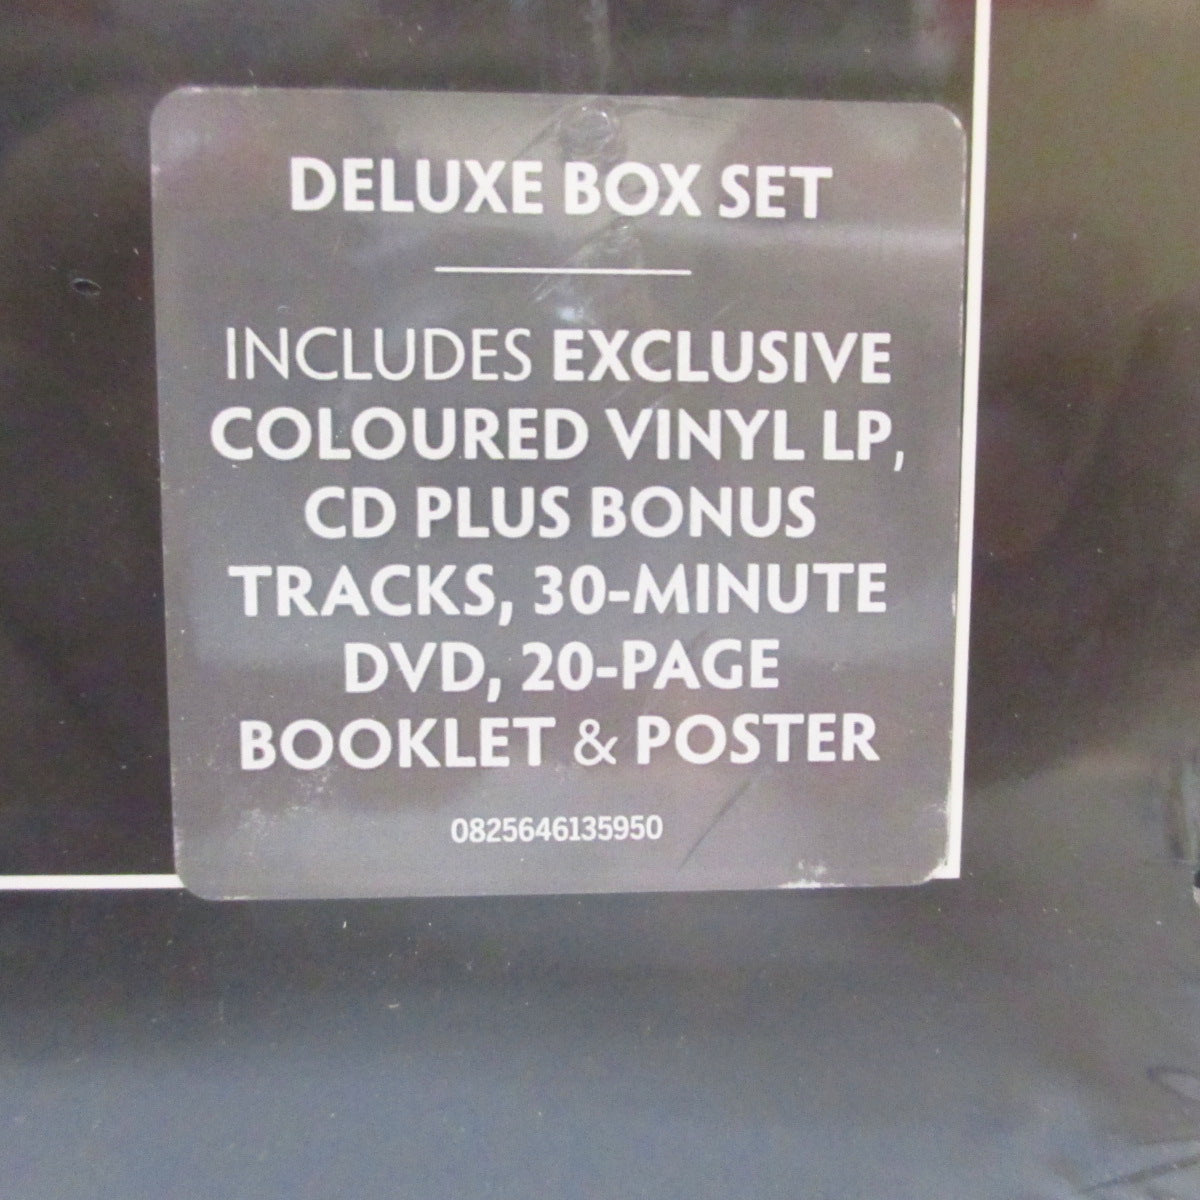 DELUXE BOX SET
INCLUDES EXCLUSIVE
COLOURED VINYL LP,
CD PLUS BONUS
TRACKS, 30-MINUTE
DVD, 20-PAGE
BOOKLET & POSTER
0825646135950